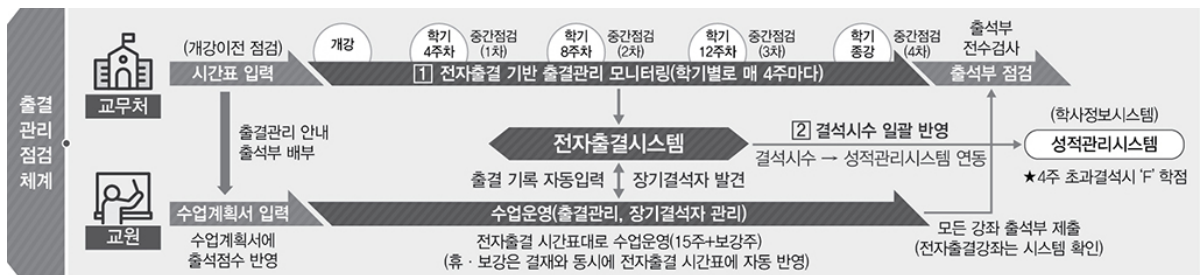 출결
관리
점검
체계
교무처
(개강이전 점검)
시간표 입력
개강
학기
4주차
중간점검
(1차)
학기
8주차
중간점검
(2차)
학기
12주차
중간점검
(3차)
학기
종강
중간점검
(4차)
출석부
전수검사
1 전자출결 기반 출결관리 모니터링(학기별로 매 4주마다)
출석부 점검
출결관리 안내
출석부 배부
전자출결시스템
2 결석시수 일괄 반영
결석시수 → 성적관리시스템 연동
(학사정보시스템)
성적관리시스템
★4주 초과결석시 ‘F’ 학점
출결 기록 자동입력
장기결석자 발견
교원
수업계획서 입력
수업운영(출결관리, 장기결석자 관리)
수업계획서에
출석점수 반영
전자출결 시간표대로 수업운영(15주+보강주)
(휴·보강은 결재와 동시에 전자출결 시간표에 자동 반영)
모든 강좌 출석부 제출
(전자출결강좌는 시스템 확인)